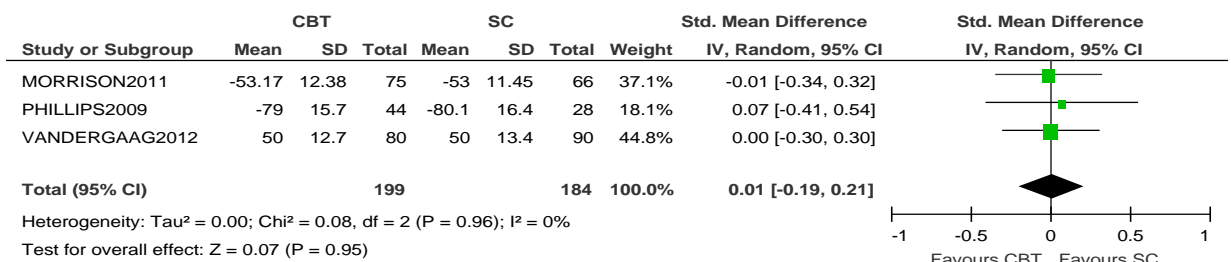 CBT SC Std. Mean Difference Std. Mean Difference
Study or Subgroup Mean SD Total Mean SD Total Weight IV, Random, 95% CI IV, Random, 95% CI
MORRISON2011 -53.17 12.38 75 -53 11.45 66 37.1% -0.01 [-0.34, 0.32]
PHILLIPS2009 -79 15.7 44 -80.1 16.4 28 18.1% 0.07 [-0.41, 0.54]
VANDERGAAG2012 50 12.7 80 50 13.4 90 44.8% 0.00 [-0.30, 0.30]
Total (95% CI) 199 184 100.0% 0.01 [-0.19, 0.21]
Heterogeneity: Tau² = 0.00; Chi² = 0.08, df = 2 (P = 0.96); I² = 0%
Test for overall effect: Z = 0.07 (P = 0.95)
-1 -0.5 0 0.5 1
Favours CBT Favours SC